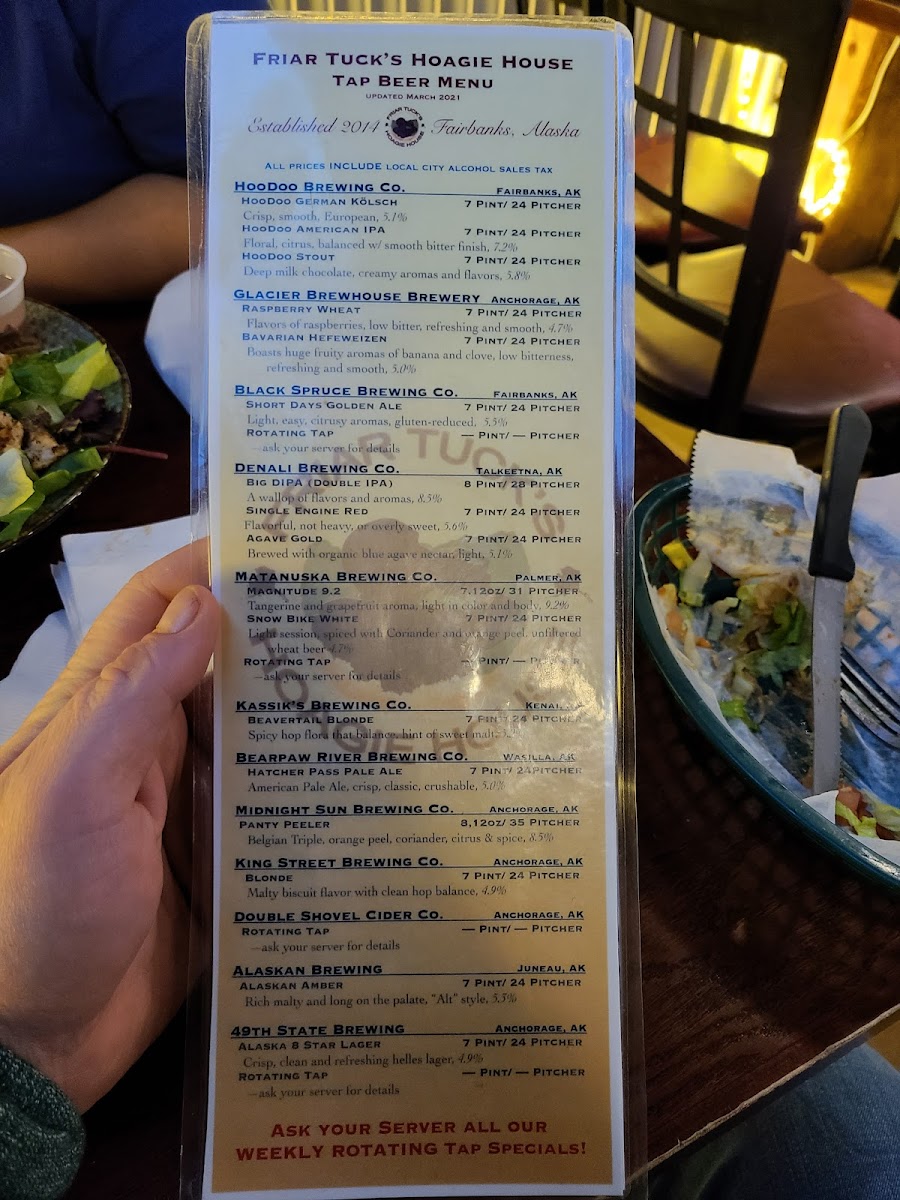 FRIAR TUCK'S HOAGIE HOUSE
TAP BEER MENU
UPDATED MARCH 2021
Established 2014 FRIAR TUCK'S HOAGIE HOUSE Fairbanks, Alaska
ALL PRICES INCLUDE LOCAL CITY ALCOHOL SALES TAX
HOODOO BREWING CO. FAIRBANKS, AK
HOODOO GERMAN KÖLSCH 7 PINT/ 24 PITCHER
Crisp, smooth, European, 5.1%
HOODOO AMERICAN IPA 7 PINT/ 24 PITCHER
Floral, citrus, balanced w/ smooth bitter finish, 7.2%
HOODOO STOUT 7 PINT/ 24 PITCHER
Deep milk chocolate, creamy aromas and flavors, 5.8%
GLACIER BREWHOUSE BREWERY ANCHORAGE, AK
RASPBERRY WHEAT 7 PINT/ 24 PITCHER
Flavors of raspberries, low bitter, refreshing and smooth, 4.7%
BAVARIAN HEFEWEIZEN 7 PINT/ 24 PITCHER
Boasts huge fruity aromas of banana and clove, low bitterness,
refreshing and smooth, 5.0%
BLACK SPRUCE BREWING CO. FAIRBANKS, AK
SHORT DAYS GOLDEN ALE 7 PINT/ 24 PITCHER
Light, easy, citrusy aromas, gluten-reduced, 5.5%
ROTATING TAP — PINT/ — PITCHER
—ask your server for details
DENALI BREWING CO. TALKEETNA, AK
BIG DIPA (DOUBLE IPA) 8 PINT/ 28 PITCHER
A wallop of flavors and aromas, 8.5%
SINGLE ENGINE RED 7 PINT/ 24 PITCHER
Flavorful, not heavy, or overly sweet, 5.6%
AGAVE GOLD 7 PINT/ 24 PITCHER
Brewed with organic blue agave nectar, light, 5.1%
MATANUSKA BREWING CO. PALMER, AK
MAGNITUDE 9.2 7,12OZ/ 31 PITCHER
Tangerine and grapefruit aroma, light in color and body, 9.2%
SNOW BIKE WHITE 7 PINT/ 24 PITCHER
Light session, spiced with Coriander and orange peel, unfiltered
wheat beer 4.7%
ROTATING TAP — PINT/ — PITCHER
—ask your server for details
KASSIK'S BREWING CO. KENAI,
BEAVERTAIL BLONDE 7 PINT/ 24 PITCHER
Spicy hop flora that balance, hint of sweet malt,
BEARPAW RIVER BREWING CO. WASILLA, AK
HATCHER PASS PALE ALE 7 PINT/ 24PITCHER
American Pale Ale, crisp, classic, crushable, 5.0%
MIDNIGHT SUN BREWING CO. ANCHORAGE, AK
PANTY PEELER 8,12OZ/ 35 PITCHER
Belgian Triple, orange peel, coriander, citrus & spice, 8.5%
KING STREET BREWING CO. ANCHORAGE, AK
BLONDE 7 PINT/ 24 PITCHER
Malty biscuit flavor with clean hop balance, 4.9%
DOUBLE SHOVEL CIDER CO. ANCHORAGE, AK
ROTATING TAP — PINT/ — PITCHER
—ask your server for details
ALASKAN BREWING JUNEAU, AK
ALASKAN AMBER 7 PINT/ 24 PITCHER
Rich malty and long on the palate, "Alt" style, 5.3%
49TH STATE BREWING ANCHORAGE, AK
ALASKA 8 STAR LAGER 7 PINT/ 24 PITCHER
Crisp, clean and refreshing helles lager, 4.9%
ROTATING TAP — PINT/ — PITCHER
—ask your server for details
ASK YOUR SERVER ALL OUR
WEEKLY ROTATING TAP SPECIALS!